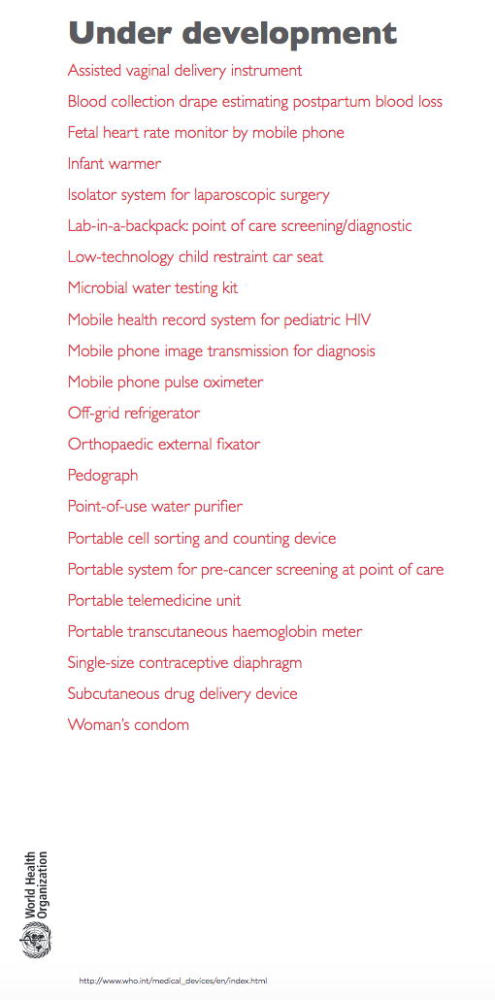 Under development
Assisted vaginal delivery instrument
Blood collection drape estimating postpartum blood loss
Fetal heart rate monitor by mobile phone
Infant warmer
Isolator system for laparoscopic surgery
Lab-in-a-backpack: point of care screening/diagnostic
Low-technology child restraint car seat
Microbial water testing kit
Mobile health record system for pediatric HIV
Mobile phone image transmission for diagnosis
Mobile phone pulse oximeter
Off-grid refrigerator
Orthopaedic external fixator
Pedograph
Point-of-use water purifier
Portable cell sorting and counting device
Portable system for pre-cancer screening at point of care
Portable telemedicine unit
Portable transcutaneous haemoglobin meter
Single-size contraceptive diaphragm
Subcutaneous drug delivery device
Woman's condom
World Health
Organization
http://www.who.int/medical_devices/en/index.html